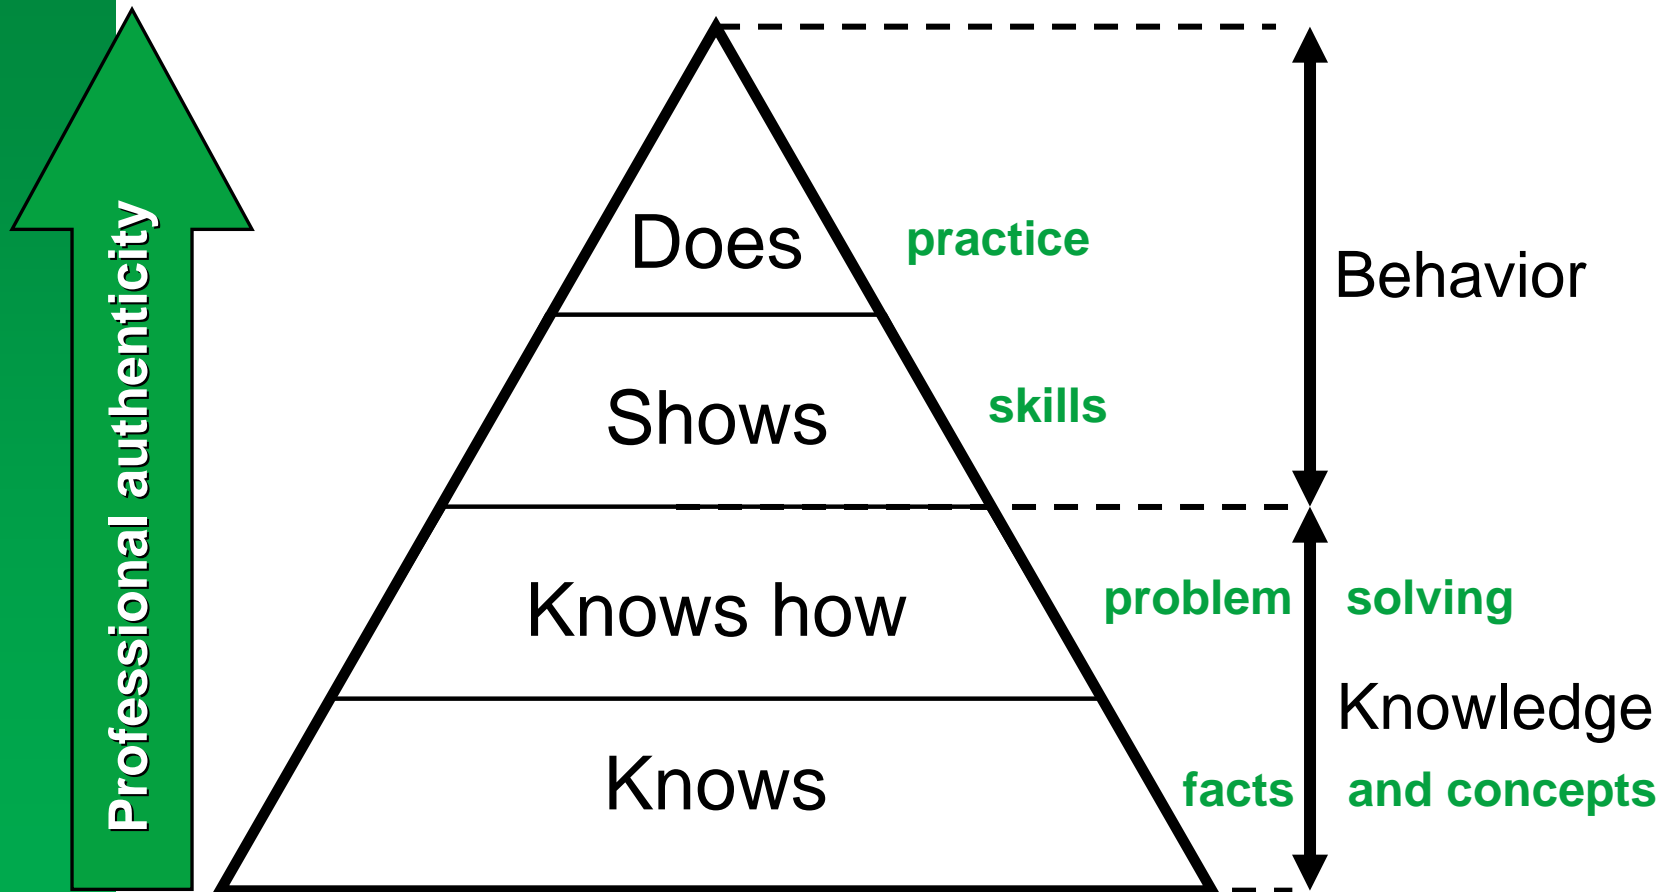 Professional authenticity
Does
practice
Behavior
Shows
skills
Knows how
problem solving
Knowledge
Knows
facts and concepts